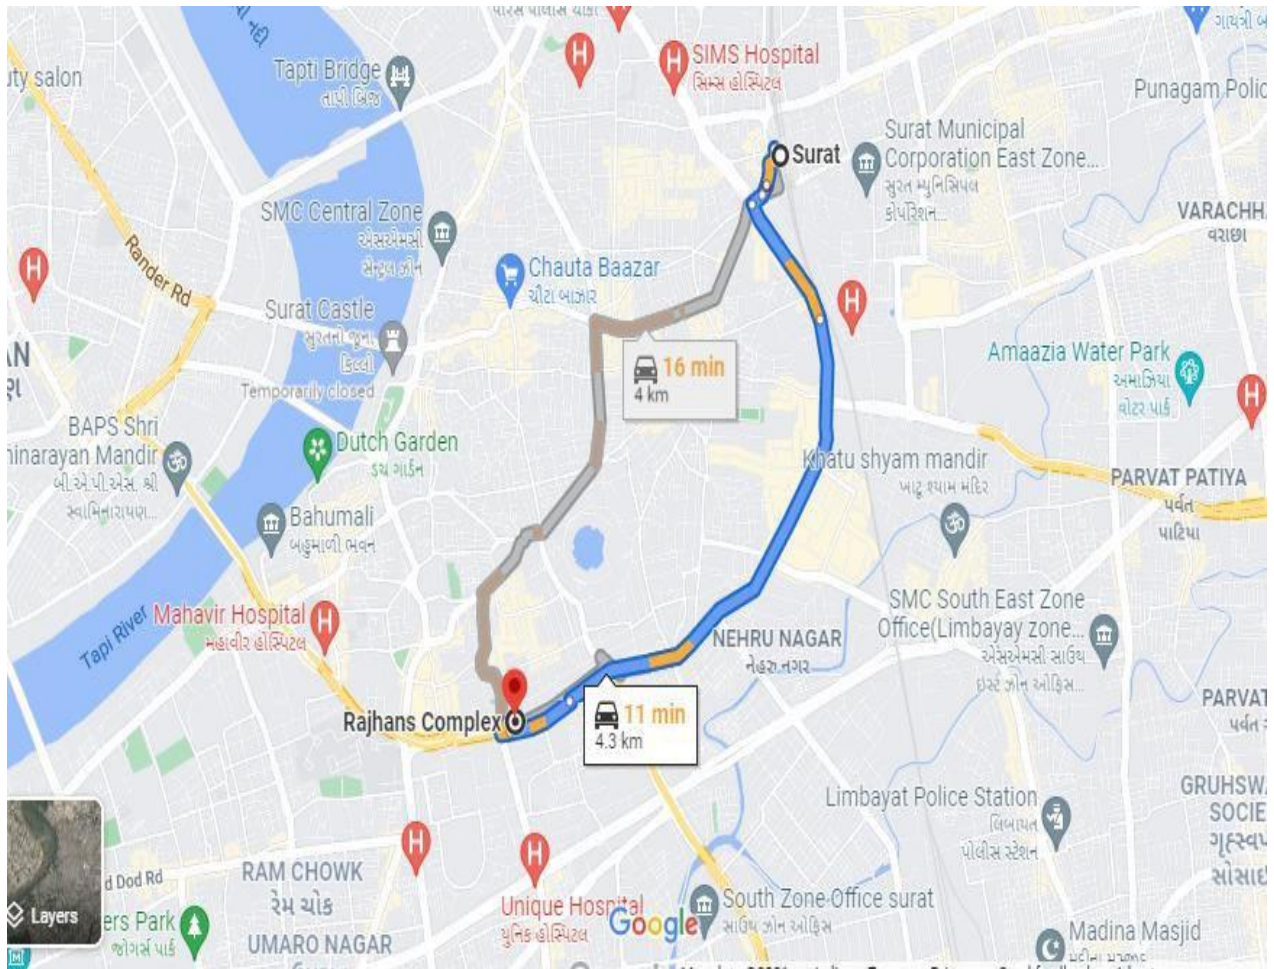 SIMS Hospital
સિમ્સ હોસ્પિટલ
Tapti Bridge
તાપી બ્રિજ
uty salon
Punagam Polic
Surat
Surat Municipal
Corporation East Zone...
સુરત મ્યુનિસિપલ
કોર્પોરેશન...
VARACHHA
વરાછા
SMC Central Zone
એસએમસી
સેન્ટ્રલ ઝોન
Rander Rd
Chauta Baazar
ચૌટા બાઝાર
Surat Castle
સુરતનો જૂનો
કિલ્લો
Temporarily closed
16 min
4 km
Amaazia Water Park
અમાઝિયા
વોટર પાર્ક
BAPS Shri
ninarayan Mandir
બી.એ.પી.એસ. શ્રી
સ્વામિનારાયણ...
Dutch Garden
ડચ ગાર્ડન
Khatu shyam mandir
ખાટૂ શ્યામ મંદિર
PARVAT PATIYA
પર્વત
પાટિયા
Bahumali
બહુમાળી ભવન
Tapi River
Mahavir Hospital
મહાવીર હોસ્પિટલ
SMC South East Zone
Office(Limbayay zone...
એસએમસી સાઉથ
ઇસ્ટ ઝોન ઓફિસ...
NEHRU NAGAR
નેહરુ નગર
Rajhans Complex
11 min
4.3 km
PARVAT
Limbayat Police Station
લિંબાયત
પોલીસ સ્ટેશન
GRUHSWA
SOCIE
ગૃહસ્વપ
સોસાઇ
RAM CHOWK
રેમ ચોક
d Dod Rd
Layers
ers Park
જોગર્સ પાર્ક
UMARO NAGAR
Unique Hospital
યુનિક હોસ્પિટલ
Google
South Zone Office surat
સાઉથ ઝોન ઓફિસ
Madina Masjid